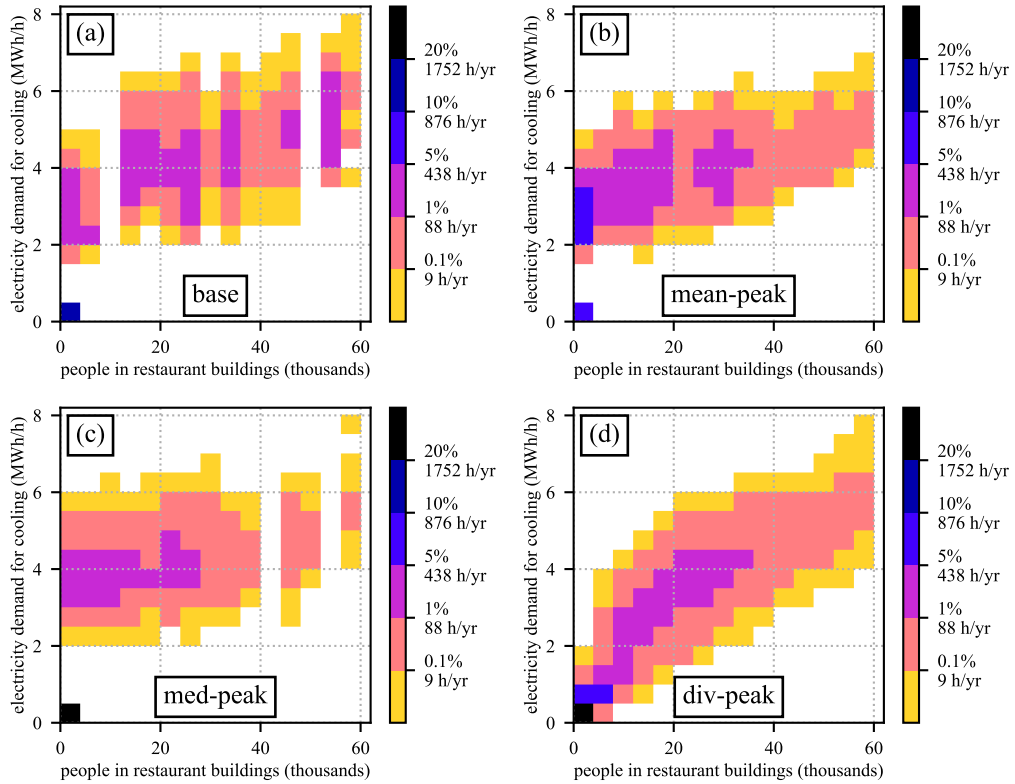 (a)
electricity demand for cooling (MWh/h)
8
6
4
2
0
base
0
20
40
60
people in restaurant buildings (thousands)
20%
1752 h/yr
10%
876 h/yr
5%
438 h/yr
1%
88 h/yr
0.1%
9 h/yr
(b)
electricity demand for cooling (MWh/h)
8
6
4
2
0
mean-peak
0
20
40
60
people in restaurant buildings (thousands)
20%
1752 h/yr
10%
876 h/yr
5%
438 h/yr
1%
88 h/yr
0.1%
9 h/yr
(c)
electricity demand for cooling (MWh/h)
8
6
4
2
0
med-peak
0
20
40
60
people in restaurant buildings (thousands)
20%
1752 h/yr
10%
876 h/yr
5%
438 h/yr
1%
88 h/yr
0.1%
9 h/yr
(d)
electricity demand for cooling (MWh/h)
8
6
4
2
0
div-peak
0
20
40
60
people in restaurant buildings (thousands)
20%
1752 h/yr
10%
876 h/yr
5%
438 h/yr
1%
88 h/yr
0.1%
9 h/yr